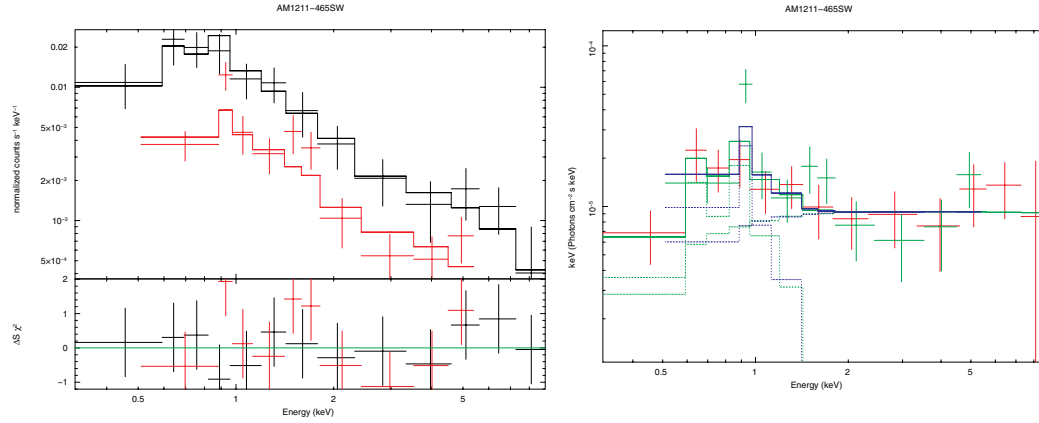 AM1211−465SW
normalized counts s⁻¹ keV⁻¹
0.02
0.01
5×10⁻³
2×10⁻³
10⁻³
5×10⁻⁴
ΔS χ²
2
1
0
−1
0.5
1
2
5
Energy (keV)
AM1211−465SW
keV (Photons cm⁻² s keV)
10⁻⁴
10⁻⁵
0.5
1
2
5
Energy (keV)